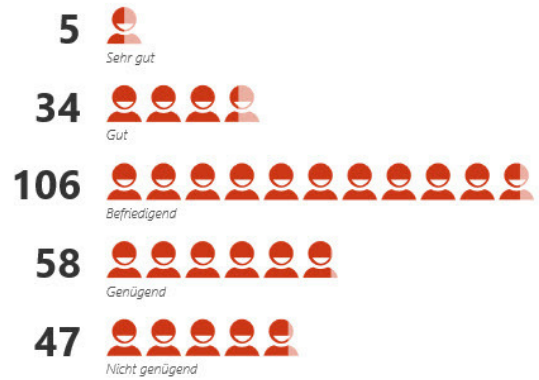 5
Sehr gut
34
Gut
106
Befriedigend
58
Genügend
47
Nicht genügend